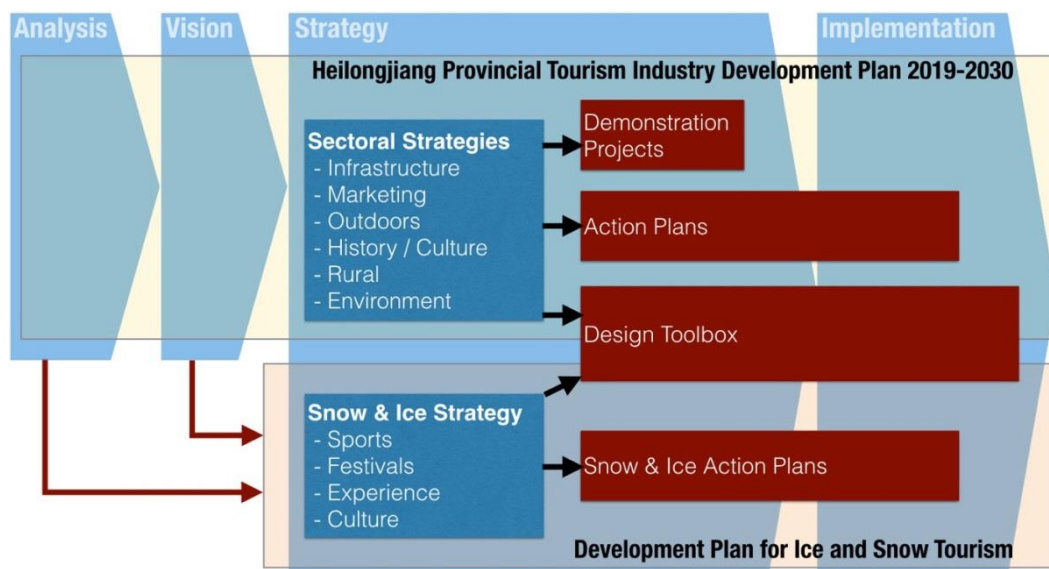 Analysis
Vision
Strategy
Implementation
Heilongjiang Provincial Tourism Industry Development Plan 2019-2030
Sectoral Strategies
- Infrastructure
- Marketing
- Outdoors
- History / Culture
- Rural
- Environment
Demonstration
Projects
Action Plans
Design Toolbox
Snow & Ice Strategy
- Sports
- Festivals
- Experience
- Culture
Snow & Ice Action Plans
Development Plan for Ice and Snow Tourism